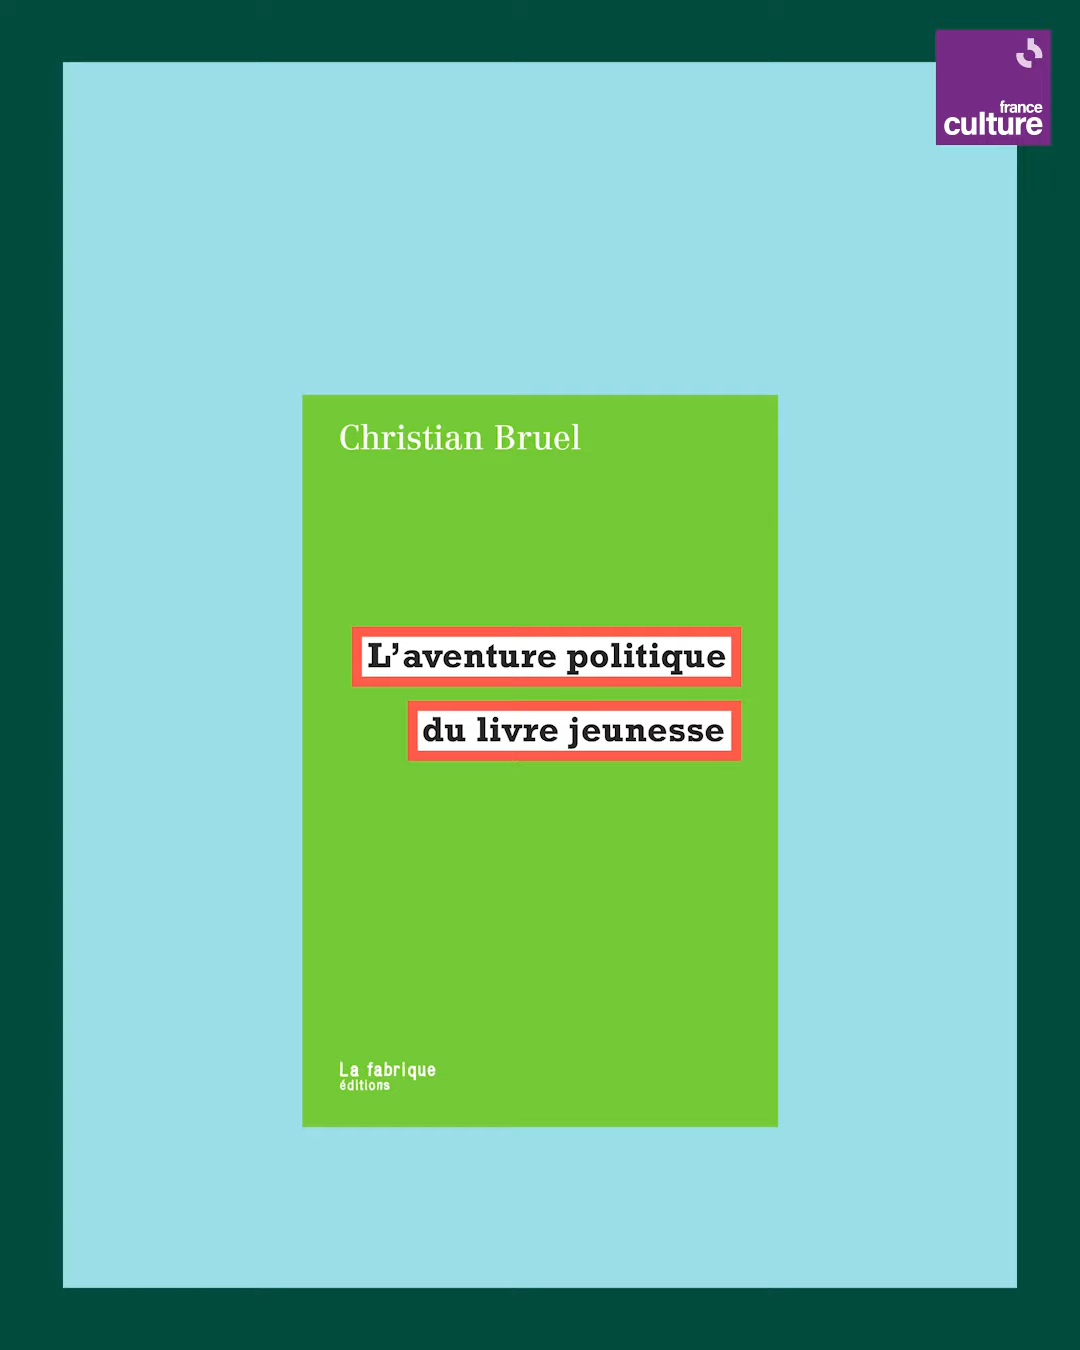 france
culture
Christian Bruel
L’aventure politique
du livre jeunesse
La fabrique
éditions